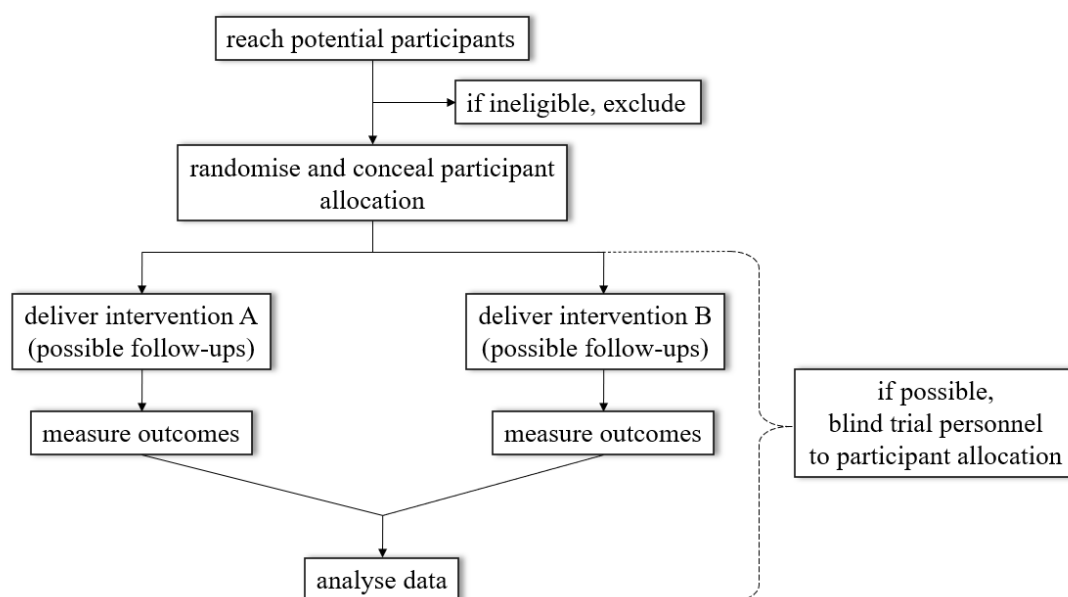 reach potential participants
if ineligible, exclude
randomise and conceal participant
allocation
deliver intervention A
(possible follow-ups)
deliver intervention B
(possible follow-ups)
if possible,
blind trial personnel
to participant allocation
measure outcomes
measure outcomes
analyse data